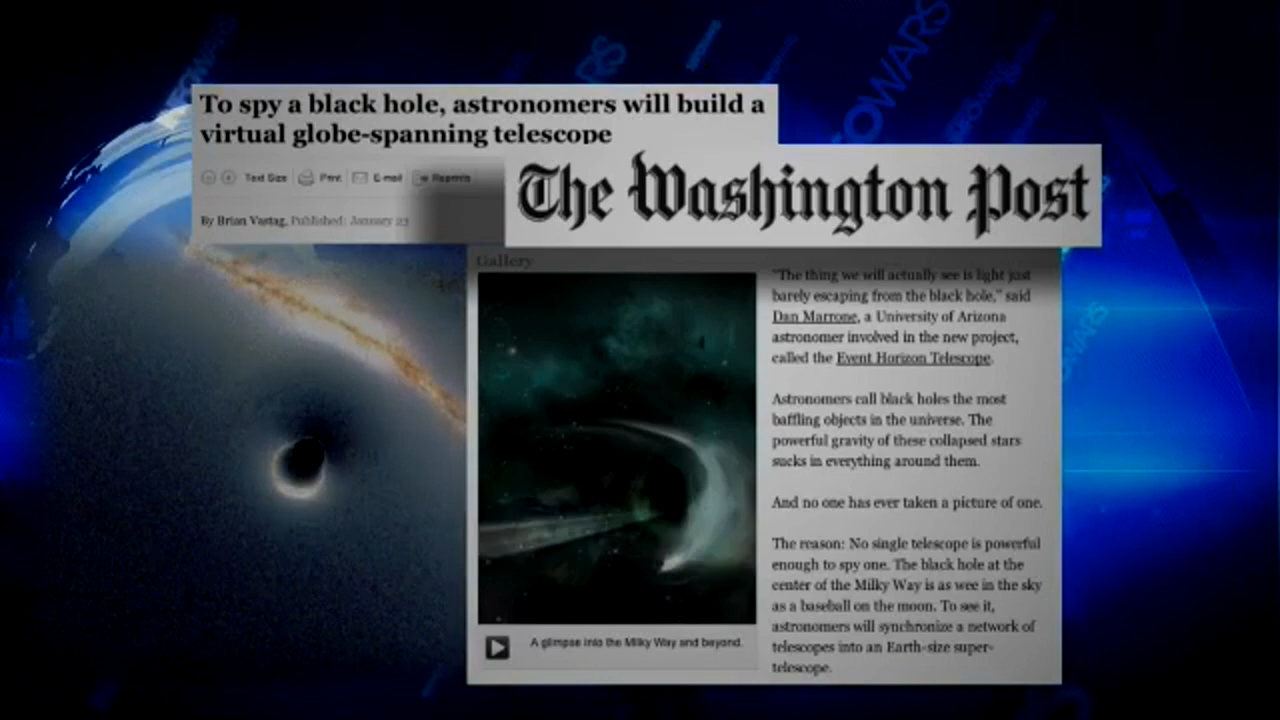 To spy a black hole, astronomers will build a
virtual globe-spanning telescope
Text Size Print E-mail Reprints
By Brian Vastag, Published: January 23
The Washington Post
Gallery
"The thing we will actually see is light just
barely escaping from the black hole," said
Dan Marrone, a University of Arizona
astronomer involved in the new project,
called the Event Horizon Telescope.
Astronomers call black holes the most
baffling objects in the universe. The
powerful gravity of these collapsed stars
sucks in everything around them.
And no one has ever taken a picture of one.
The reason: No single telescope is powerful
enough to spy one. The black hole at the
center of the Milky Way is as wee in the sky
as a baseball on the moon. To see it,
astronomers will synchronize a network of
telescopes into an Earth-size super-
telescope.
A glimpse into the Milky Way and beyond.